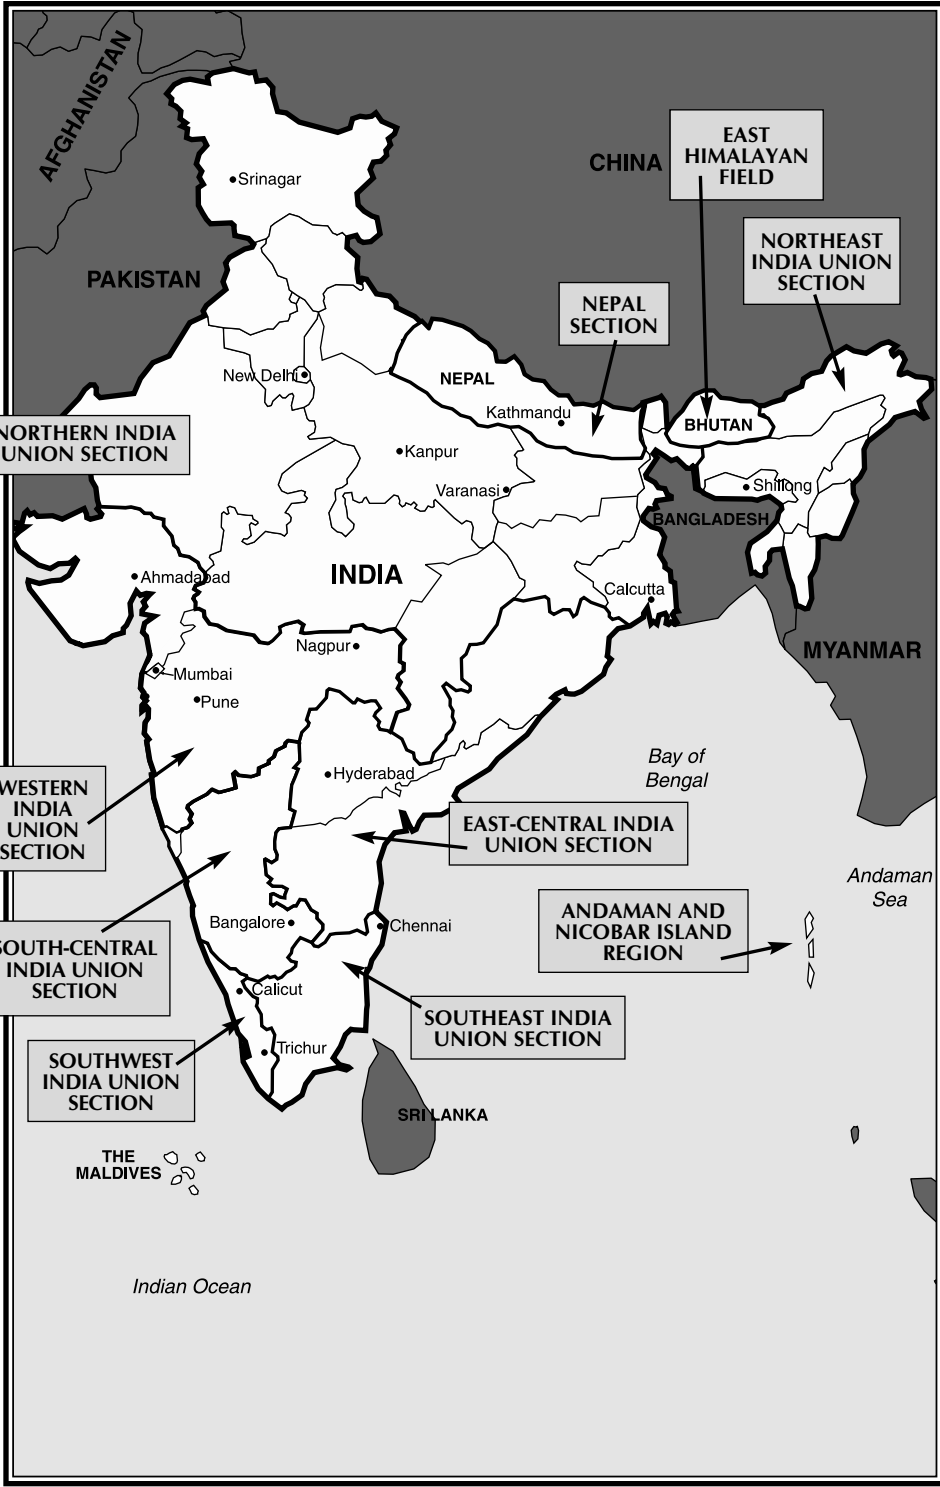 AFGHANISTAN
EAST
HIMALAYAN
FIELD
CHINA
Srinagar
NORTHEAST
INDIA UNION
SECTION
PAKISTAN
NEPAL
SECTION
New Delhi
NEPAL
Kathmandu
BHUTAN
NORTHERN INDIA
UNION SECTION
Kanpur
Varanasi
Shillong
BANGLADESH
INDIA
Ahmadabad
Calcutta
Nagpur
MYANMAR
Mumbai
Pune
Bay of
Bengal
Hyderabad
WESTERN
INDIA
UNION
SECTION
EAST-CENTRAL INDIA
UNION SECTION
Andaman
Sea
ANDAMAN AND
NICOBAR ISLAND
REGION
Bangalore
Chennai
SOUTH-CENTRAL
INDIA UNION
SECTION
Calicut
SOUTHEAST INDIA
UNION SECTION
Trichur
SOUTHWEST
INDIA UNION
SECTION
SRI LANKA
THE
MALDIVES
Indian Ocean